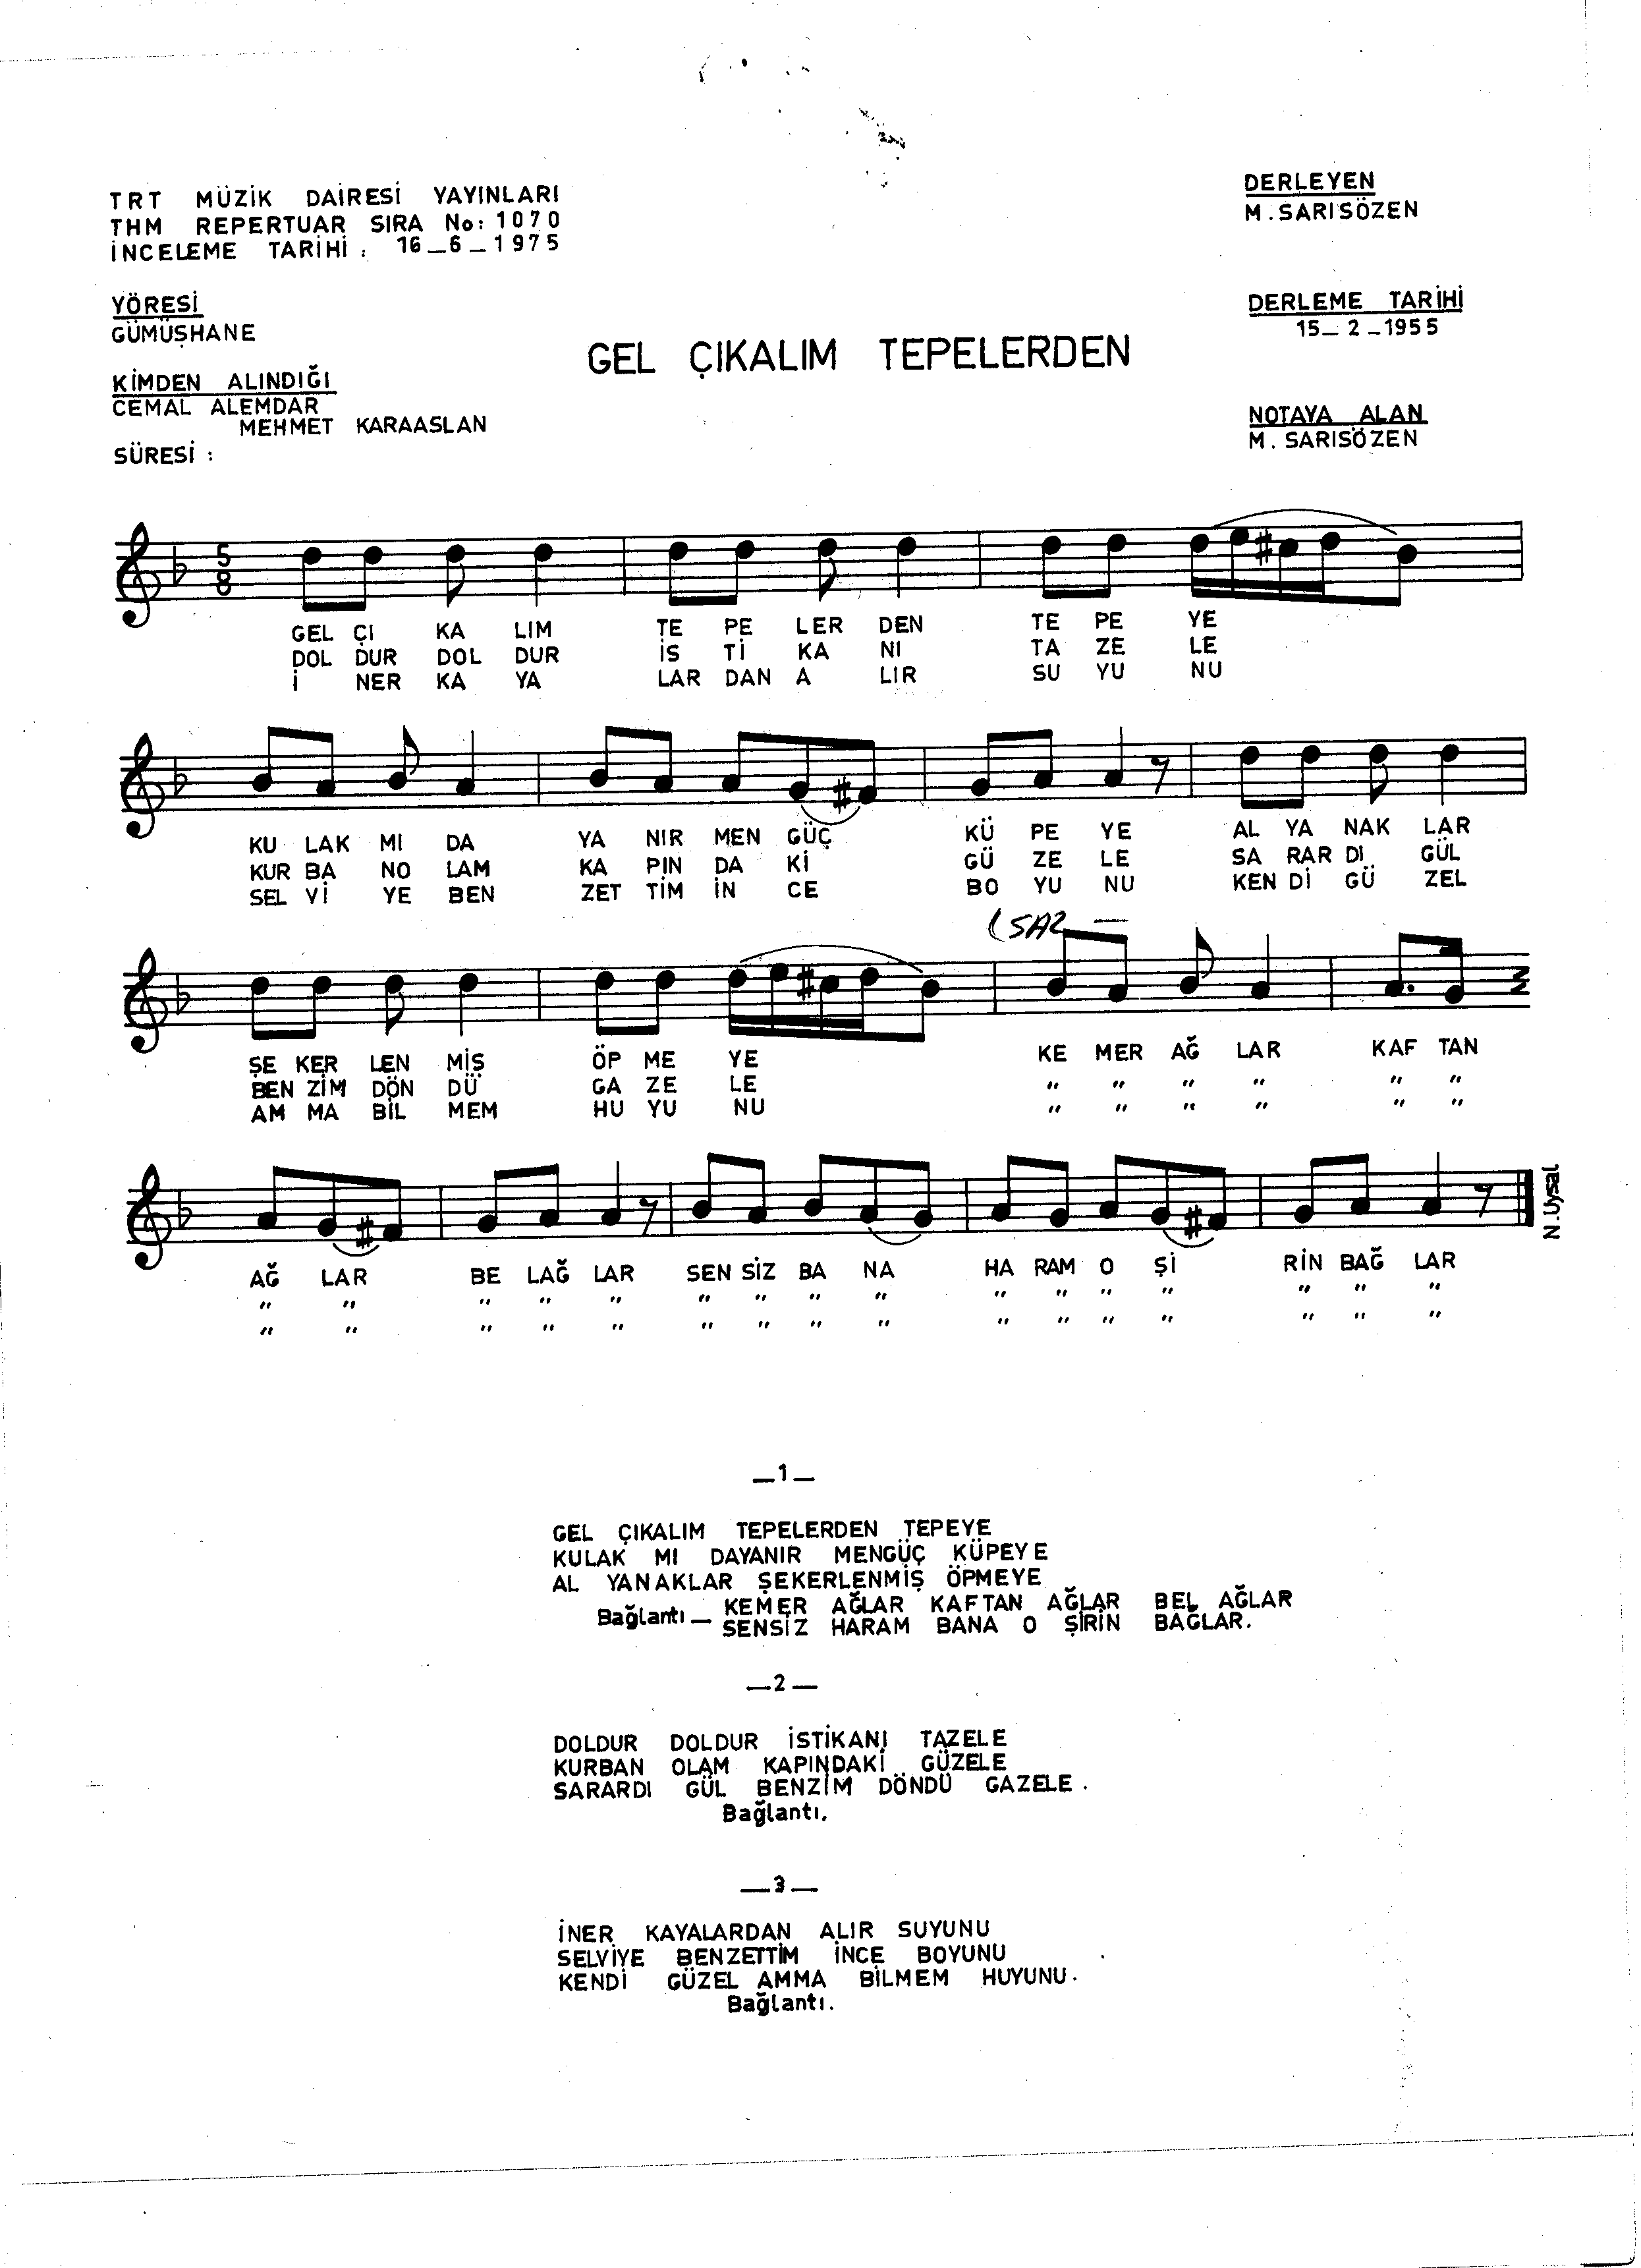 TRT MÜZİK DAİRESİ YAYINLARI
THM REPERTUAR SIRA No: 1070
İNCELEME TARİHİ : 16_6_1975
DERLEYEN
M. SARISÖZEN
YÖRESİ
GÜMÜŞHANE
DERLEME TARİHİ
15_ 2 _1955
GEL ÇIKALIM TEPELERDEN
KİMDEN ALINDIĞI
CEMAL ALEMDAR
MEHMET KARAASLAN
NOTAYA ALAN
M. SARISÖZEN
SÜRESİ :
5
8
GEL ÇI KA LIM TE PE LER DEN TE PE YE
DOL DUR DOL DUR İS Tİ KA NI TA ZE LE
İ NER KA YA LAR DAN A LIR SU YU NU
KU LAK MI DA YA NIR MEN GÜÇ KÜ PE YE AL YA NAK LAR
KUR BA NO LAM KA PIN DA Kİ GÜ ZE LE SA RAR DI GÜL
SEL Vİ YE BEN ZET TİM İN CE BO YU NU KEN Dİ GÜ ZEL
(SAZ —
ŞE KER LEN MİŞ ÖP ME YE KE MER AĞ LAR KAF TAN
BEN ZİM DÖN DÜ GA ZE LE " " " " " "
AM MA BİL MEM HU YU NU " " " " " "
N. Uysal
AĞ LAR BE LAĞ LAR SEN SİZ BA NA HA RAM O Şİ RİN BAĞ LAR
" " " " " " " " " " " " " " " "
" " " " " " " " " " " " " " " "
_1_
GEL ÇIKALIM TEPELERDEN TEPEYE
KULAK MI DAYANIR MENGÜÇ KÜPEYE
AL YANAKLAR ŞEKERLENMİŞ ÖPMEYE
Bağlantı _ KEMER AĞLAR KAFTAN AĞLAR BEL AĞLAR
SENSİZ HARAM BANA O ŞİRİN BAĞLAR.
_2_
DOLDUR DOLDUR İSTİKANI TAZELE
KURBAN OLAM KAPINDAKİ GÜZELE
SARARDI GÜL BENZİM DÖNDÜ GAZELE.
Bağlantı.
_3_
İNER KAYALARDAN ALIR SUYUNU
SELVİYE BENZETTİM İNCE BOYUNU
KENDİ GÜZEL AMMA BİLMEM HUYUNU.
Bağlantı.